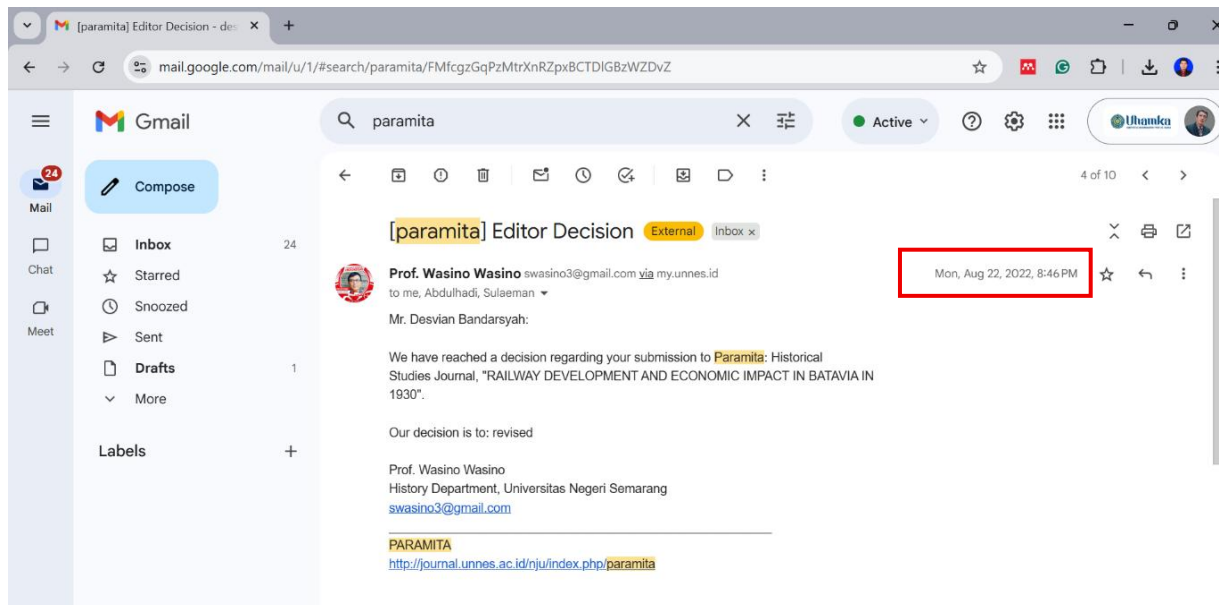 [paramita] Editor Decision - des
mail.google.com/mail/u/1/#search/paramita/FMfcgzGqPzMtrXnRZpxBCTDlGBzWZDvZ
Gmail
paramita
Active
Uhamka
24
Mail
Chat
Meet
Compose
Inbox 24
Starred
Snoozed
Sent
Drafts 1
More
Labels
4 of 10
[paramita] Editor Decision External Inbox x
Prof. Wasino Wasino swasino3@gmail.com via my.unnes.id Mon, Aug 22, 2022, 8:46 PM
to me, Abdulhadi, Sulaeman
Mr. Desvian Bandarsyah:
We have reached a decision regarding your submission to Paramita: Historical
Studies Journal, "RAILWAY DEVELOPMENT AND ECONOMIC IMPACT IN BATAVIA IN
1930".
Our decision is to: revised
Prof. Wasino Wasino
History Department, Universitas Negeri Semarang
swasino3@gmail.com
PARAMITA
http://journal.unnes.ac.id/nju/index.php/paramita